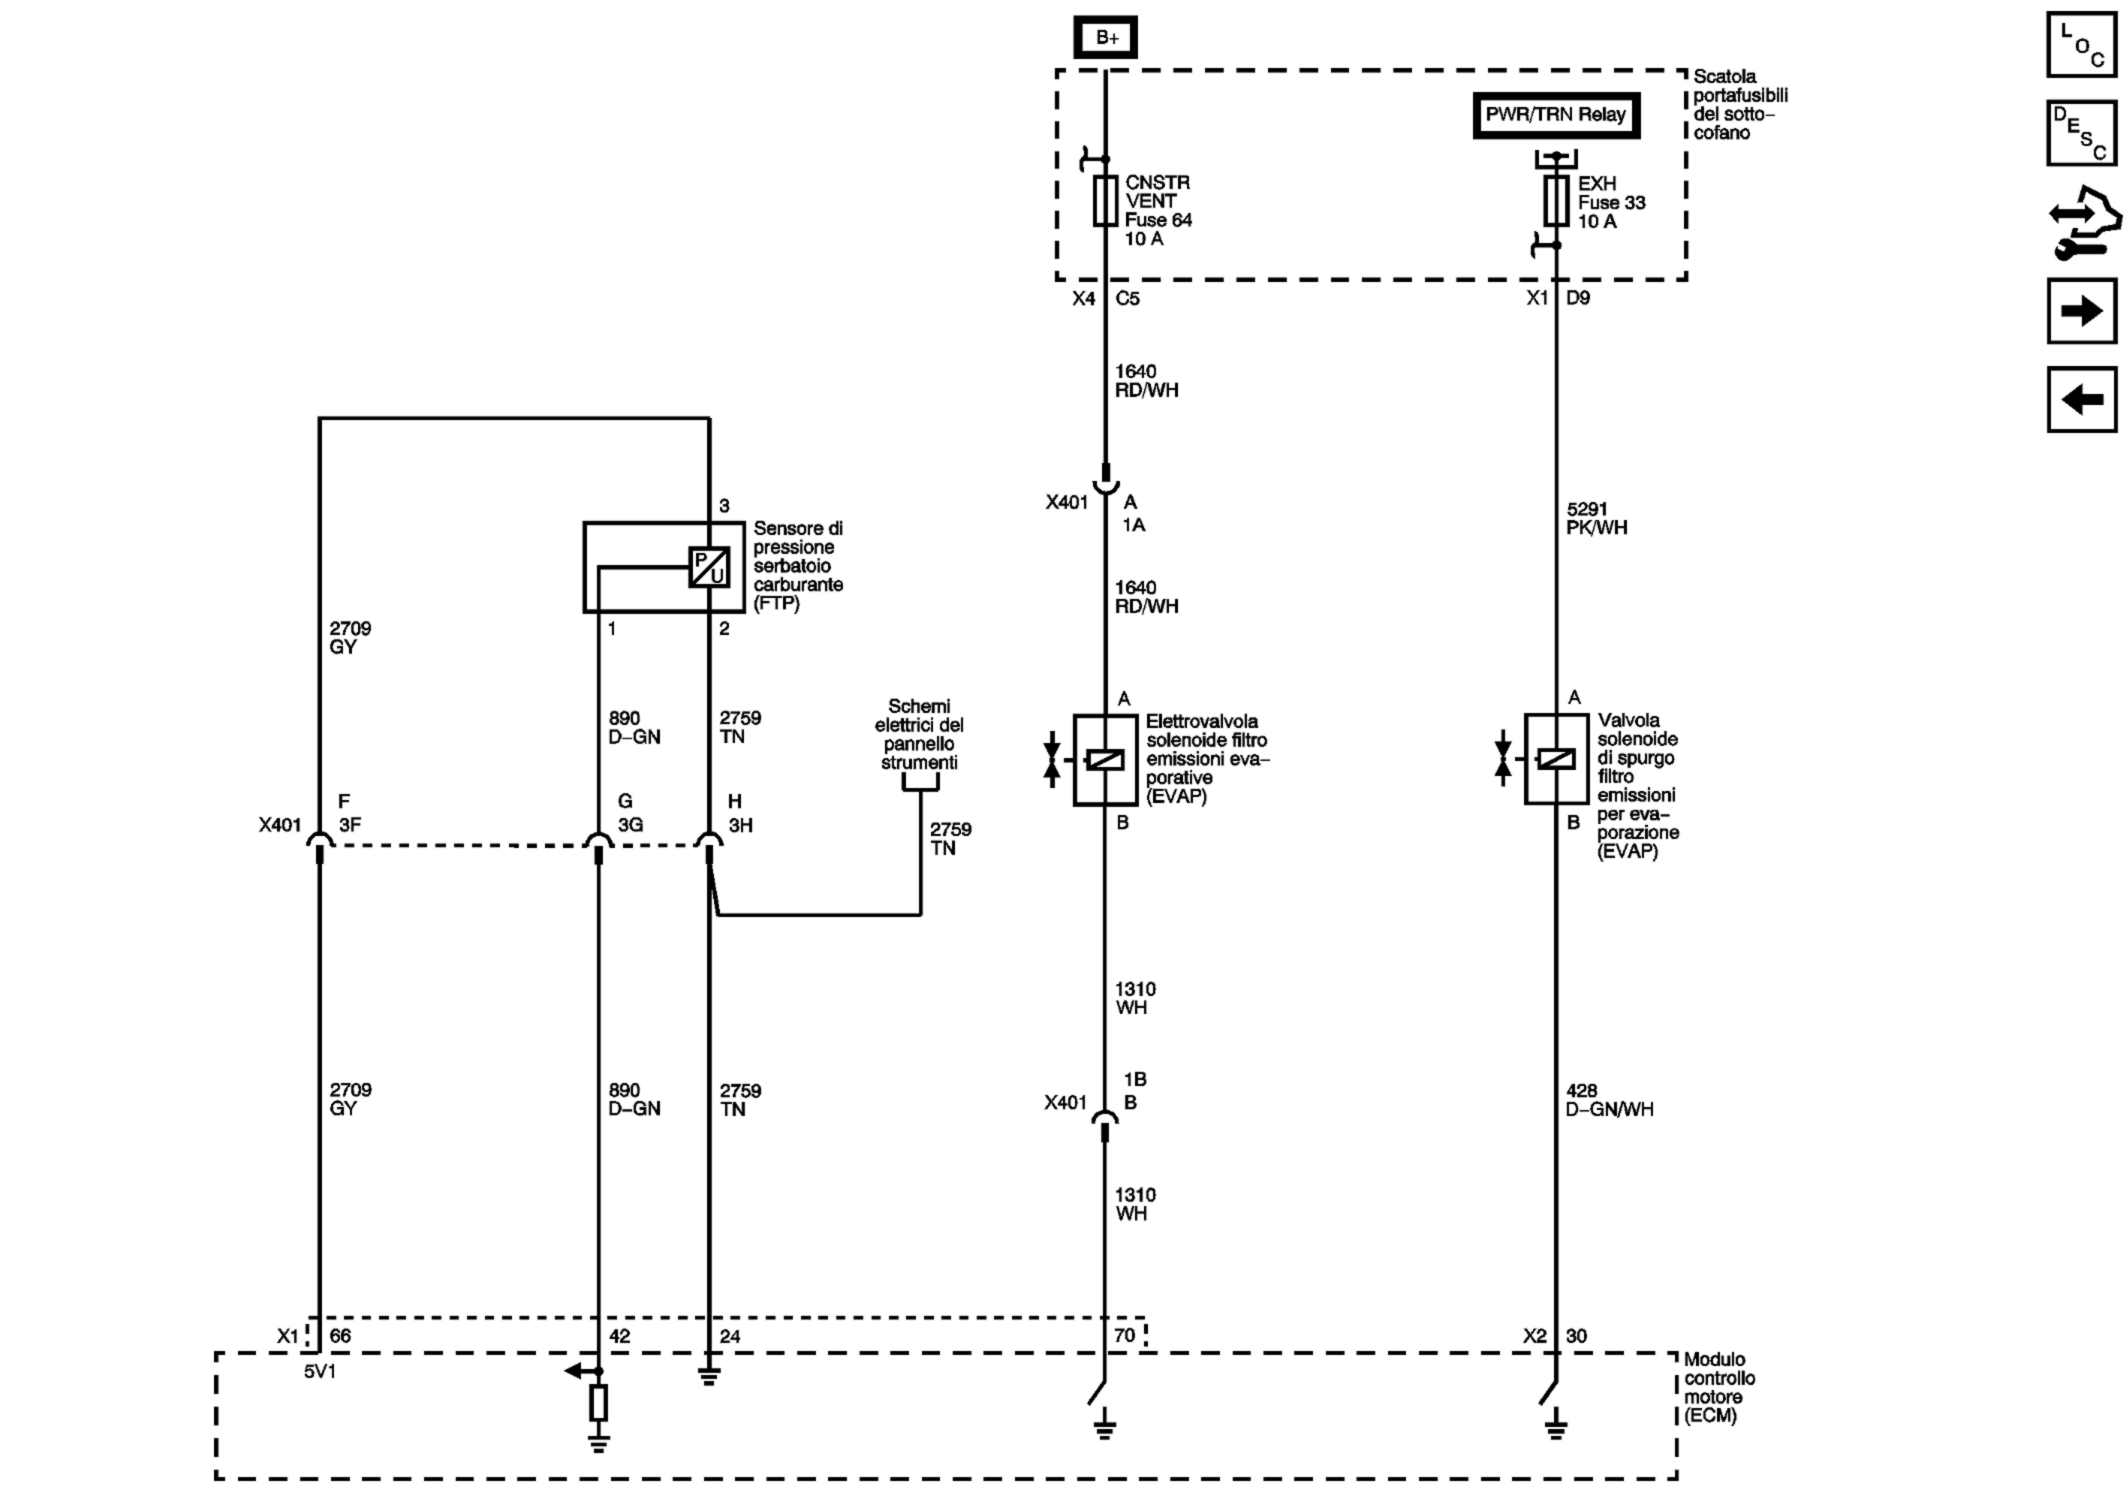 B+
L
O
C
D
E
S
C
Scatola
portafusibili
del sotto–
cofano
PWR/TRN Relay
CNSTR
VENT
Fuse 64
10 A
EXH
Fuse 33
10 A
X4 C5
X1 D9
1640
RD/WH
X401 A
1A
1640
RD/WH
5291
PK/WH
3
Sensore di
pressione
serbatoio
carburante
(FTP)
P
U
1 2
2709
GY
890
D–GN
2759
TN
Schemi
elettrici del
pannello
strumenti
2759
TN
A
Elettrovalvola
solenoide filtro
emissioni eva–
porative
(EVAP)
B
A
Valvola
solenoide
di spurgo
filtro
emissioni
per eva–
porazione
(EVAP)
B
F G H
X401 3F 3G 3H
1310
WH
1B
X401 B
2709
GY
890
D–GN
2759
TN
428
D–GN/WH
1310
WH
X1 66 42 24 70 X2 30
5V1
Modulo
controllo
motore
(ECM)